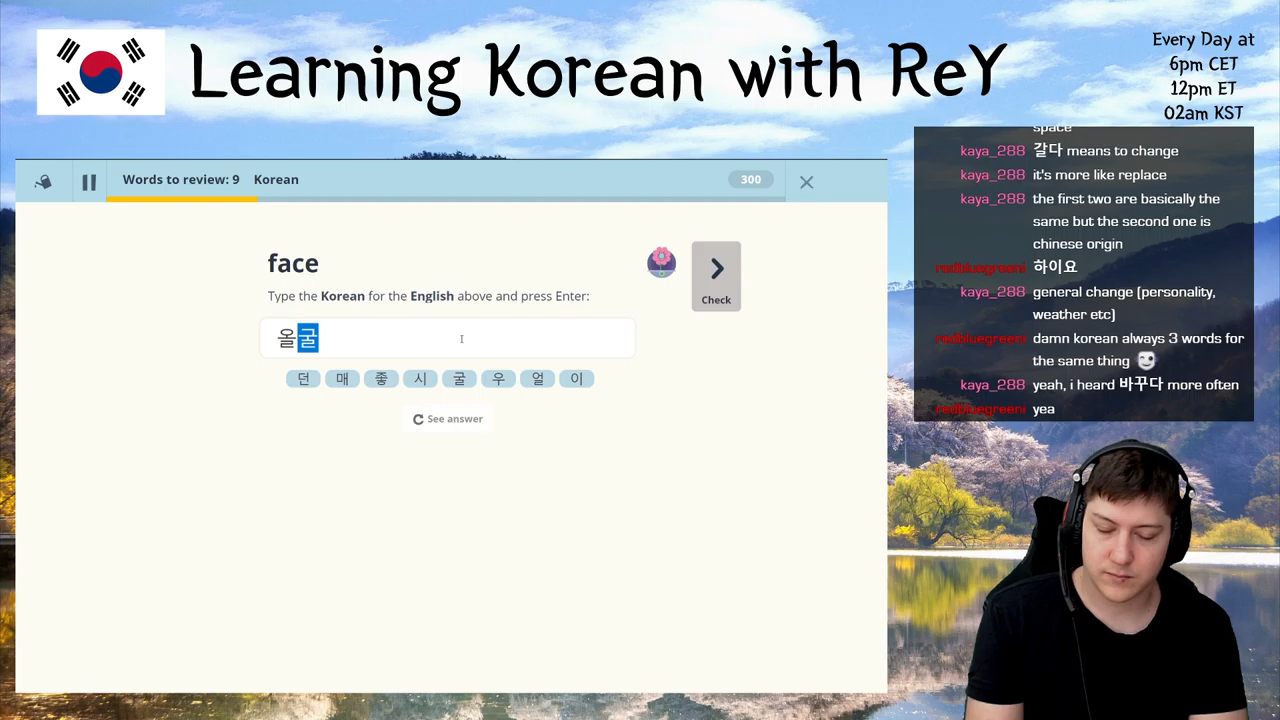 Learning Korean with ReY
Every Day at
6pm CET
12pm ET
02am KST
Words to review: 9 Korean
300
face
Type the Korean for the English above and press Enter:
Check
올굴
던 매 좋 시 굴 우 얼 이
See answer
space
kaya_288 갈다 means to change
kaya_288 it's more like replace
kaya_288 the first two are basically the
same but the second one is
chinese origin
redbluegreeni 하이요
kaya_288 general change (personality,
weather etc)
redbluegreeni damn korean always 3 words for
the same thing
kaya_288 yeah, i heard 바꾸다 more often
redbluegreeni yea